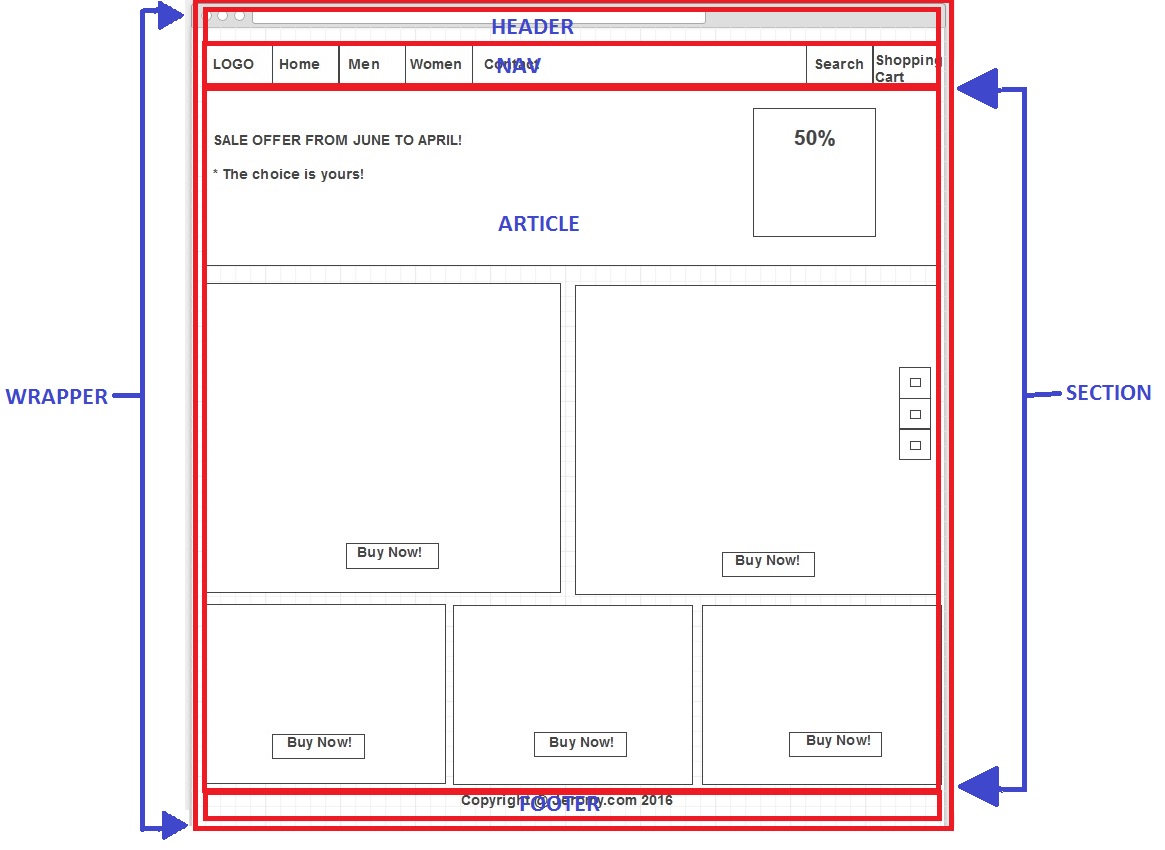 HEADER
LOGO Home Men Women Contact NAV Search Shopping
Cart
SALE OFFER FROM JUNE TO APRIL!
50%
* The choice is yours!
ARTICLE
WRAPPER
SECTION
Buy Now!
Buy Now!
Buy Now!
Buy Now!
Buy Now!
Copyright @ .com 2016
FOOTER